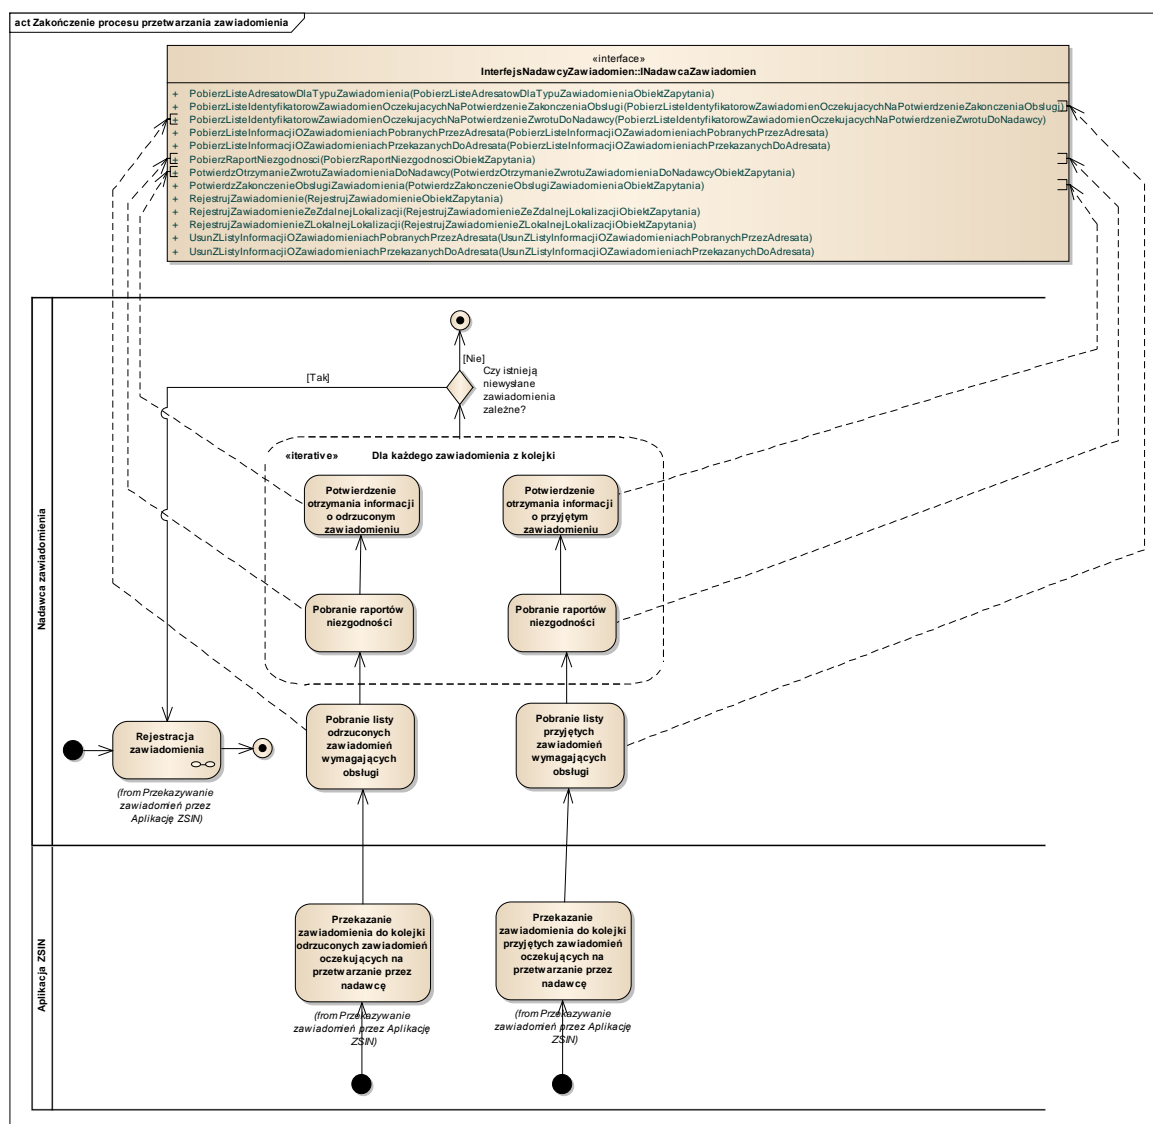 act Zakończenie procesu przetwarzania zawiadomienia
«interface»
InterfejsNadawcyZawiadomien::INadawcaZawiadomien
+ PobierzListeAdresatowDlaTypuZawiadomienia(PobierzListeAdresatowDlaTypuZawiadomieniaObiektZapytania)
+ PobierzListeIdentyfikatorowZawiadomienOczekujacychNaPotwierdzenieZakonczeniaObslugi(PobierzListeIdentyfikatorowZawiadomienOczekujacychNaPotwierdzenieZakonczeniaObslugi)
+ PobierzListeIdentyfikatorowZawiadomienOczekujacychNaPotwierdzenieZwrotuDoNadawcy(PobierzListeIdentyfikatorowZawiadomienOczekujacychNaPotwierdzenieZwrotuDoNadawcy)
+ PobierzListeInformacjiOZawiadomieniachPobranychPrzezAdresata(PobierzListeInformacjiOZawiadomieniachPobranychPrzezAdresata)
+ PobierzListeInformacjiOZawiadomieniachPrzekazanychDoAdresata(PobierzListeInformacjiOZawiadomieniachPrzekazanychDoAdresata)
+ PobierzRaportNiezgodnosci(PobierzRaportNiezgodnosciObiektZapytania)
+ PotwierdzOtrzymanieZwrotuZawiadomieniaDoNadawcy(PotwierdzOtrzymanieZwrotuZawiadomieniaDoNadawcyObiektZapytania)
+ PotwierdzZakonczenieObslugiZawiadomienia(PotwierdzZakonczenieObslugiZawiadomieniaObiektZapytania)
+ RejestrujZawiadomienie(RejestrujZawiadomienieObiektZapytania)
+ RejestrujZawiadomienieZeZdalnejLokalizacji(RejestrujZawiadomienieZeZdalnejLokalizacjiObiektZapytania)
+ RejestrujZawiadomienieZLokalnejLokalizacji(RejestrujZawiadomienieZLokalnejLokalizacjiObiektZapytania)
+ UsunZListyInformacjiOZawiadomieniachPobranychPrzezAdresata(UsunZListyInformacjiOZawiadomieniachPobranychPrzezAdresata)
+ UsunZListyInformacjiOZawiadomieniachPrzekazanychDoAdresata(UsunZListyInformacjiOZawiadomieniachPrzekazanychDoAdresata)
Nadawca zawiadomienia
[Nie]
[Tak]
Czy istnieją
niewysłane
zawiadomienia
zależne?
«iterative» Dla każdego zawiadomienia z kolejki
Potwierdzenie
otrzymania informacji
o odrzuconym
zawiadomieniu
Potwierdzenie
otrzymania informacji
o przyjętym
zawiadomieniu
Pobranie raportów
niezgodności
Pobranie raportów
niezgodności
Rejestracja
zawiadomienia
(from Przekazywanie
zawiadomień przez
Aplikację ZSIN)
Pobranie listy
odrzuconych
zawiadomień
wymagających
obsługi
Pobranie listy
przyjętych
zawiadomień
wymagających
obsługi
Aplikacja ZSIN
Przekazanie
zawiadomienia do kolejki
odrzuconych zawiadomień
oczekujących na
przetwarzanie przez
nadawcę
(from Przekazywanie
zawiadomień przez Aplikację
ZSIN)
Przekazanie
zawiadomienia do kolejki
przyjętych zawiadomień
oczekujących na
przetwarzanie przez
nadawcę
(from Przekazywanie
zawiadomień przez Aplikację
ZSIN)